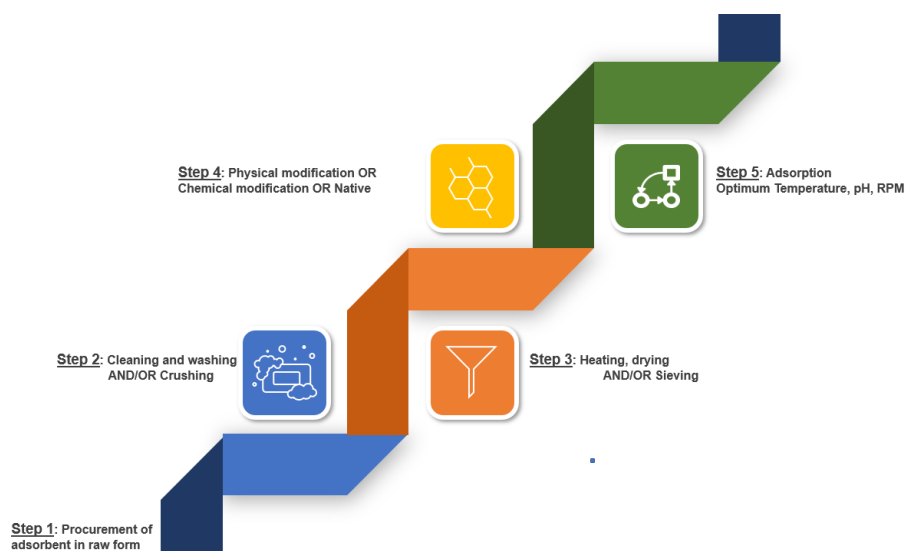 Step 1: Procurement of
adsorbent in raw form
Step 2: Cleaning and washing
AND/OR Crushing
Step 3: Heating, drying
AND/OR Sieving
Step 4: Physical modification OR
Chemical modification OR Native
Step 5: Adsorption
Optimum Temperature, pH, RPM